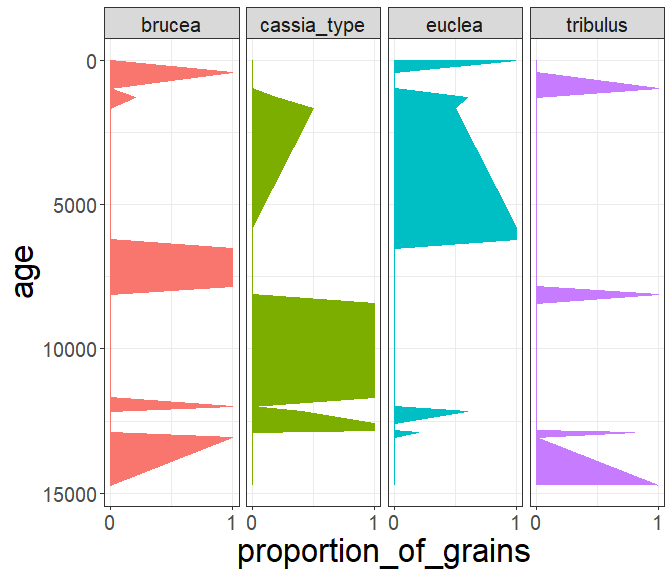 brucea cassia_type euclea tribulus
0
5000
10000
15000
age
0 1 0 1 0 1 0 1
proportion_of_grains